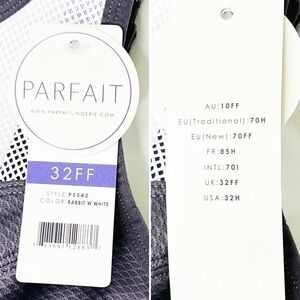 PARFAIT
WWW.PARFAITLINGERIE.COM
32FF
STYLE: P5542
COLOR: RABBIT W WHITE
AU:10FF
EU(Traditional):70H
EU(New):70FF
FR:85H
INTL:70I
UK:32FF
USA:32H